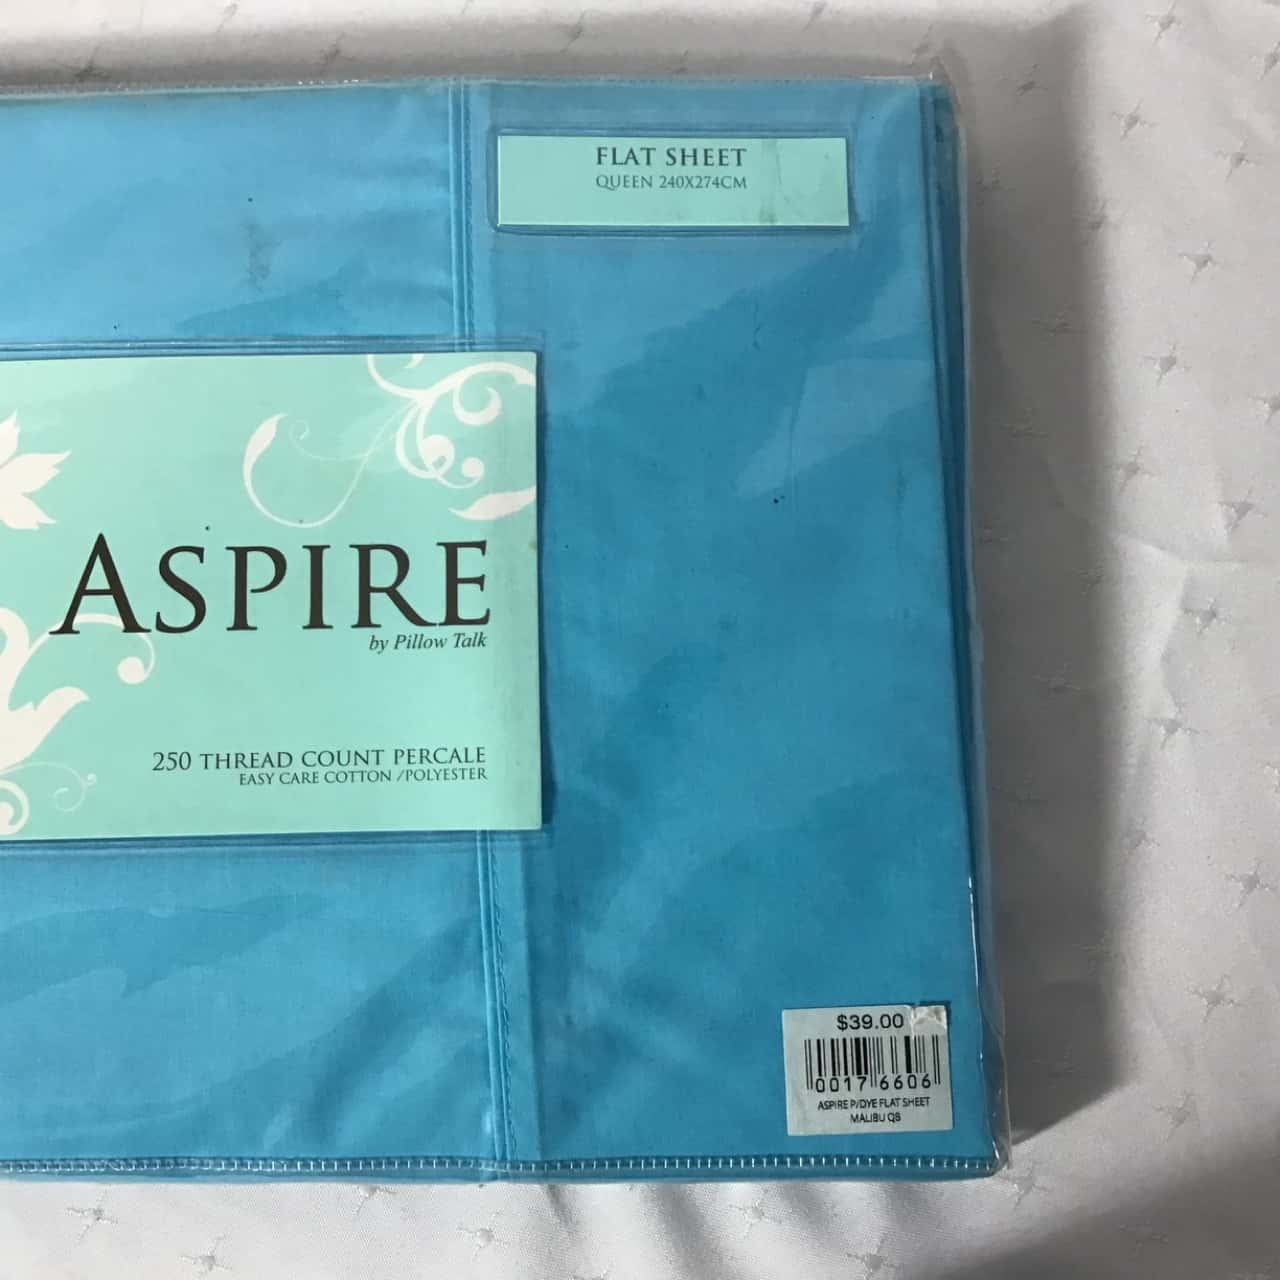 FLAT SHEET
QUEEN 240X274CM
ASPIRE
by Pillow Talk
250 THREAD COUNT PERCALE
EASY CARE COTTON /POLYESTER
$39.00
00176606
ASPIRE P/DYE FLAT SHEET
MALIBU QB